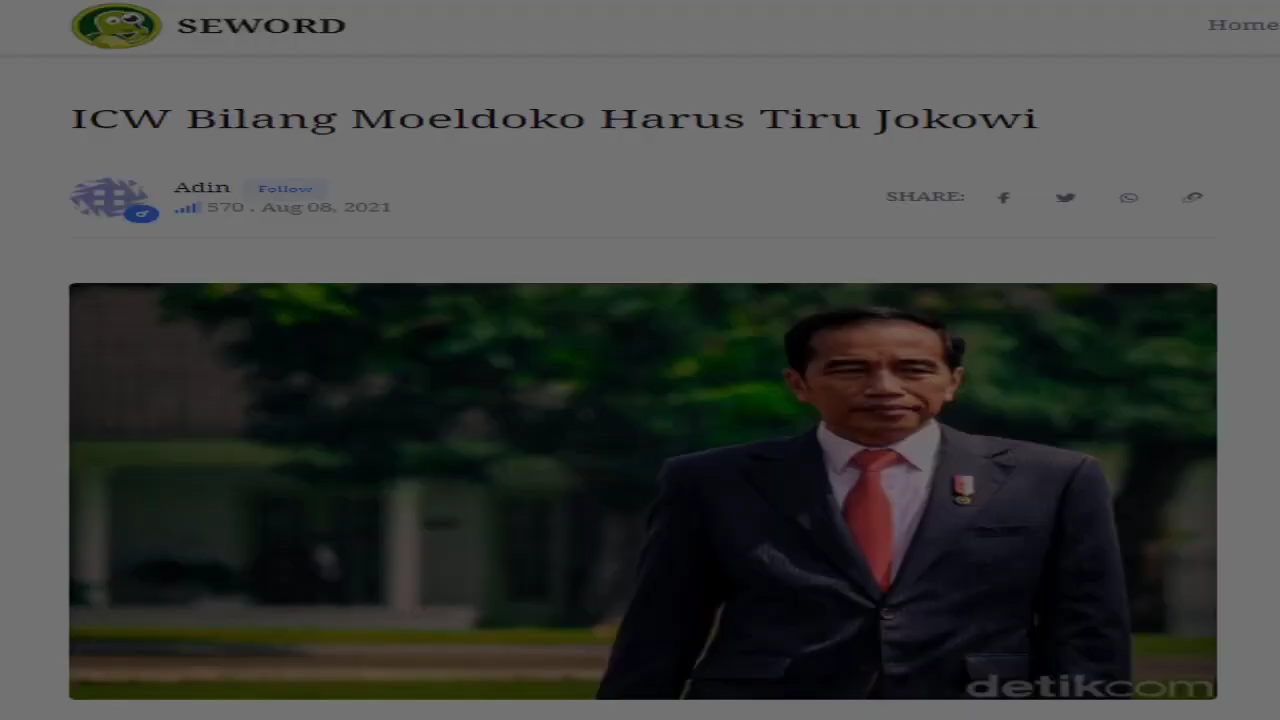 SEWORD
Home
ICW Bilang Moeldoko Harus Tiru Jokowi
Adin Follow
570 . Aug 08, 2021
SHARE:
detikcom